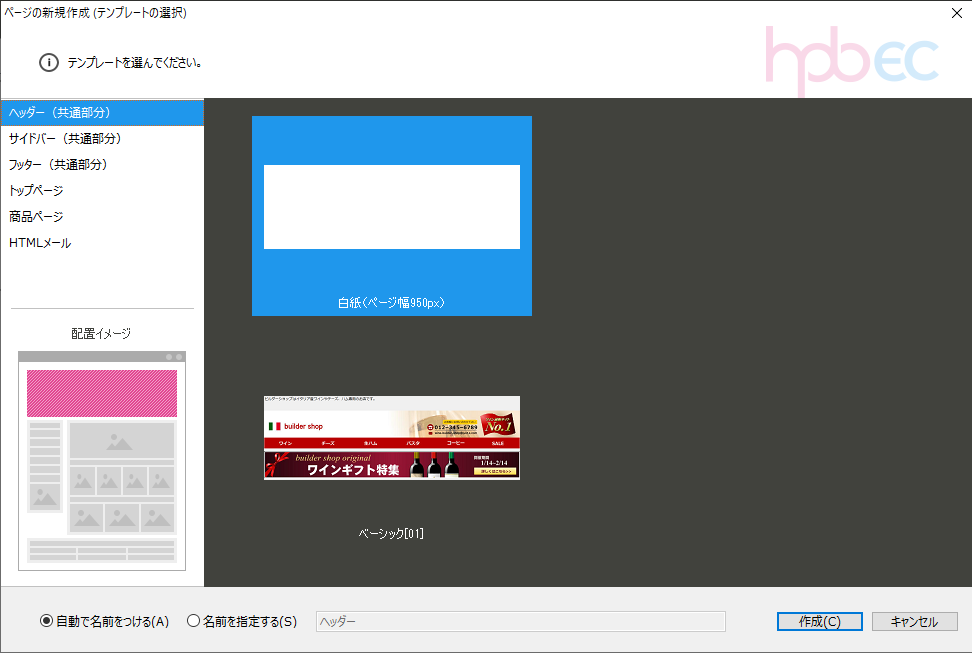 ページの新規作成 (テンプレートの選択)
hpbEC
テンプレートを選んでください。
ヘッダー（共通部分）
サイドバー（共通部分）
フッター（共通部分）
トップページ
商品ページ
HTMLメール
配置イメージ
白紙（ページ幅950px）
builder shop
012-345-6789
No.1
ワイン
チーズ
生ハム
パスタ
コーヒー
SALE
builder shop original
ワインギフト特集
1/14-2/14
ベーシック[01]
自動で名前をつける(A)
名前を指定する(S)
ヘッダー
作成(C)
キャンセル